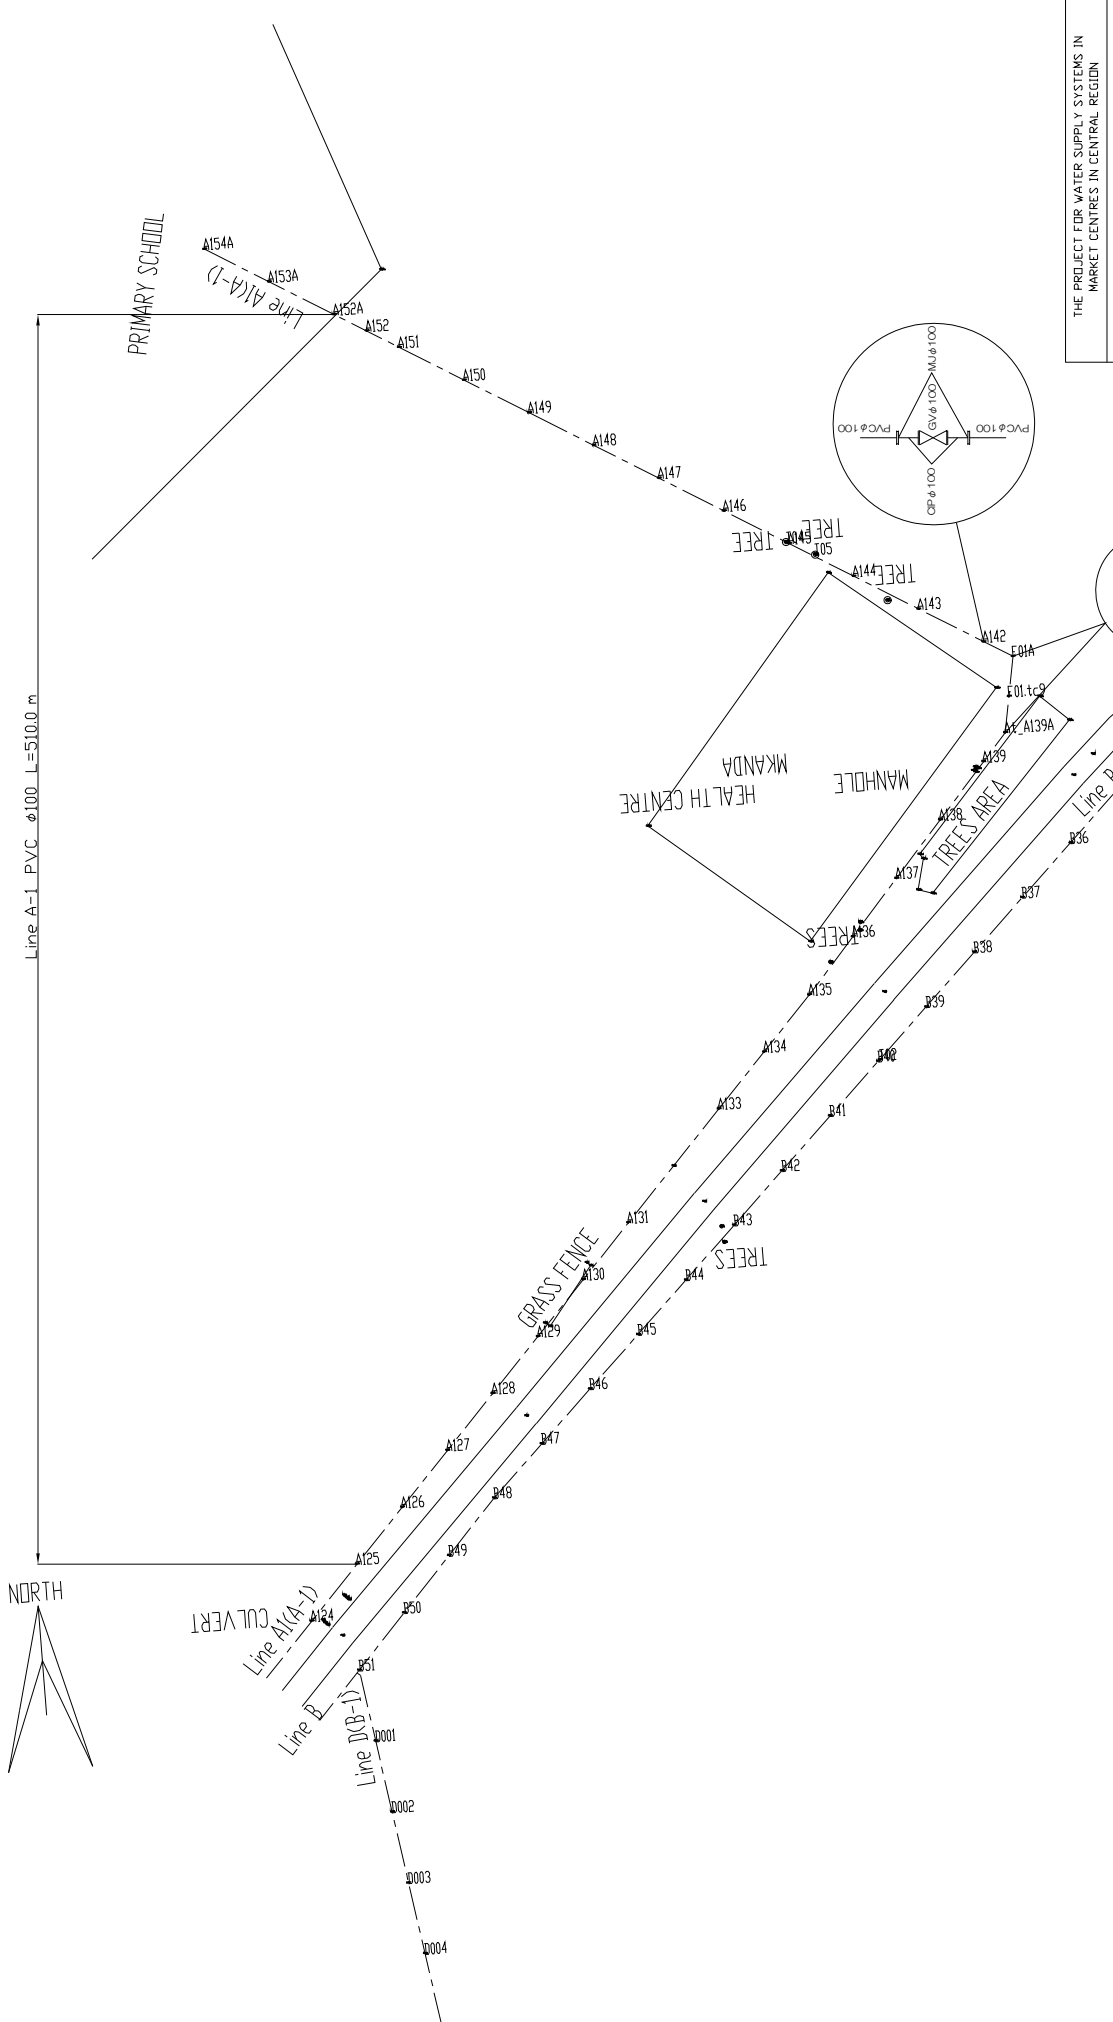 THE PROJECT FOR WATER SUPPLY SYSTEMS IN
MARKET CENTRES IN CENTRAL REGION
PRIMARY SCHOOL
A154A
Line A1(A-1)
A153A
A152A
A152
A151
A150
A149
A148
A147
A146
TREE
A145
TREE
T05
A144
TREE
A143
A142
E01A
PVCφ100
GVφ100
MJφ100
PVCφ100
CIPφ100
E01.tc9
A139A
A139
MKANDA
HEALTH CENTRE
MANHOLE
A138
TREES AREA
A137
Line B
B36
B37
TREES
A136
B38
A135
B39
A134
B40
A133
B41
B42
A131
B43
TREES
GRASS FENCE
A130
B44
A129
B45
A128
B46
A127
B47
A126
B48
A125
B49
Line A-1 PVC φ100 L=510.0 m
NORTH
CULVERT
A124
Line A1(A-1)
B50
B51
Line B
Line D(B-1)
D001
D002
D003
D004